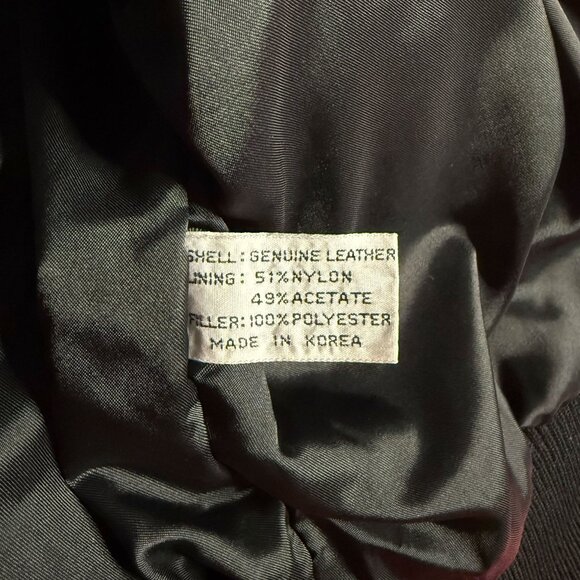 SHELL: GENUINE LEATHER
LINING: 51% NYLON
49% ACETATE
FILLER: 100% POLYESTER
MADE IN KOREA